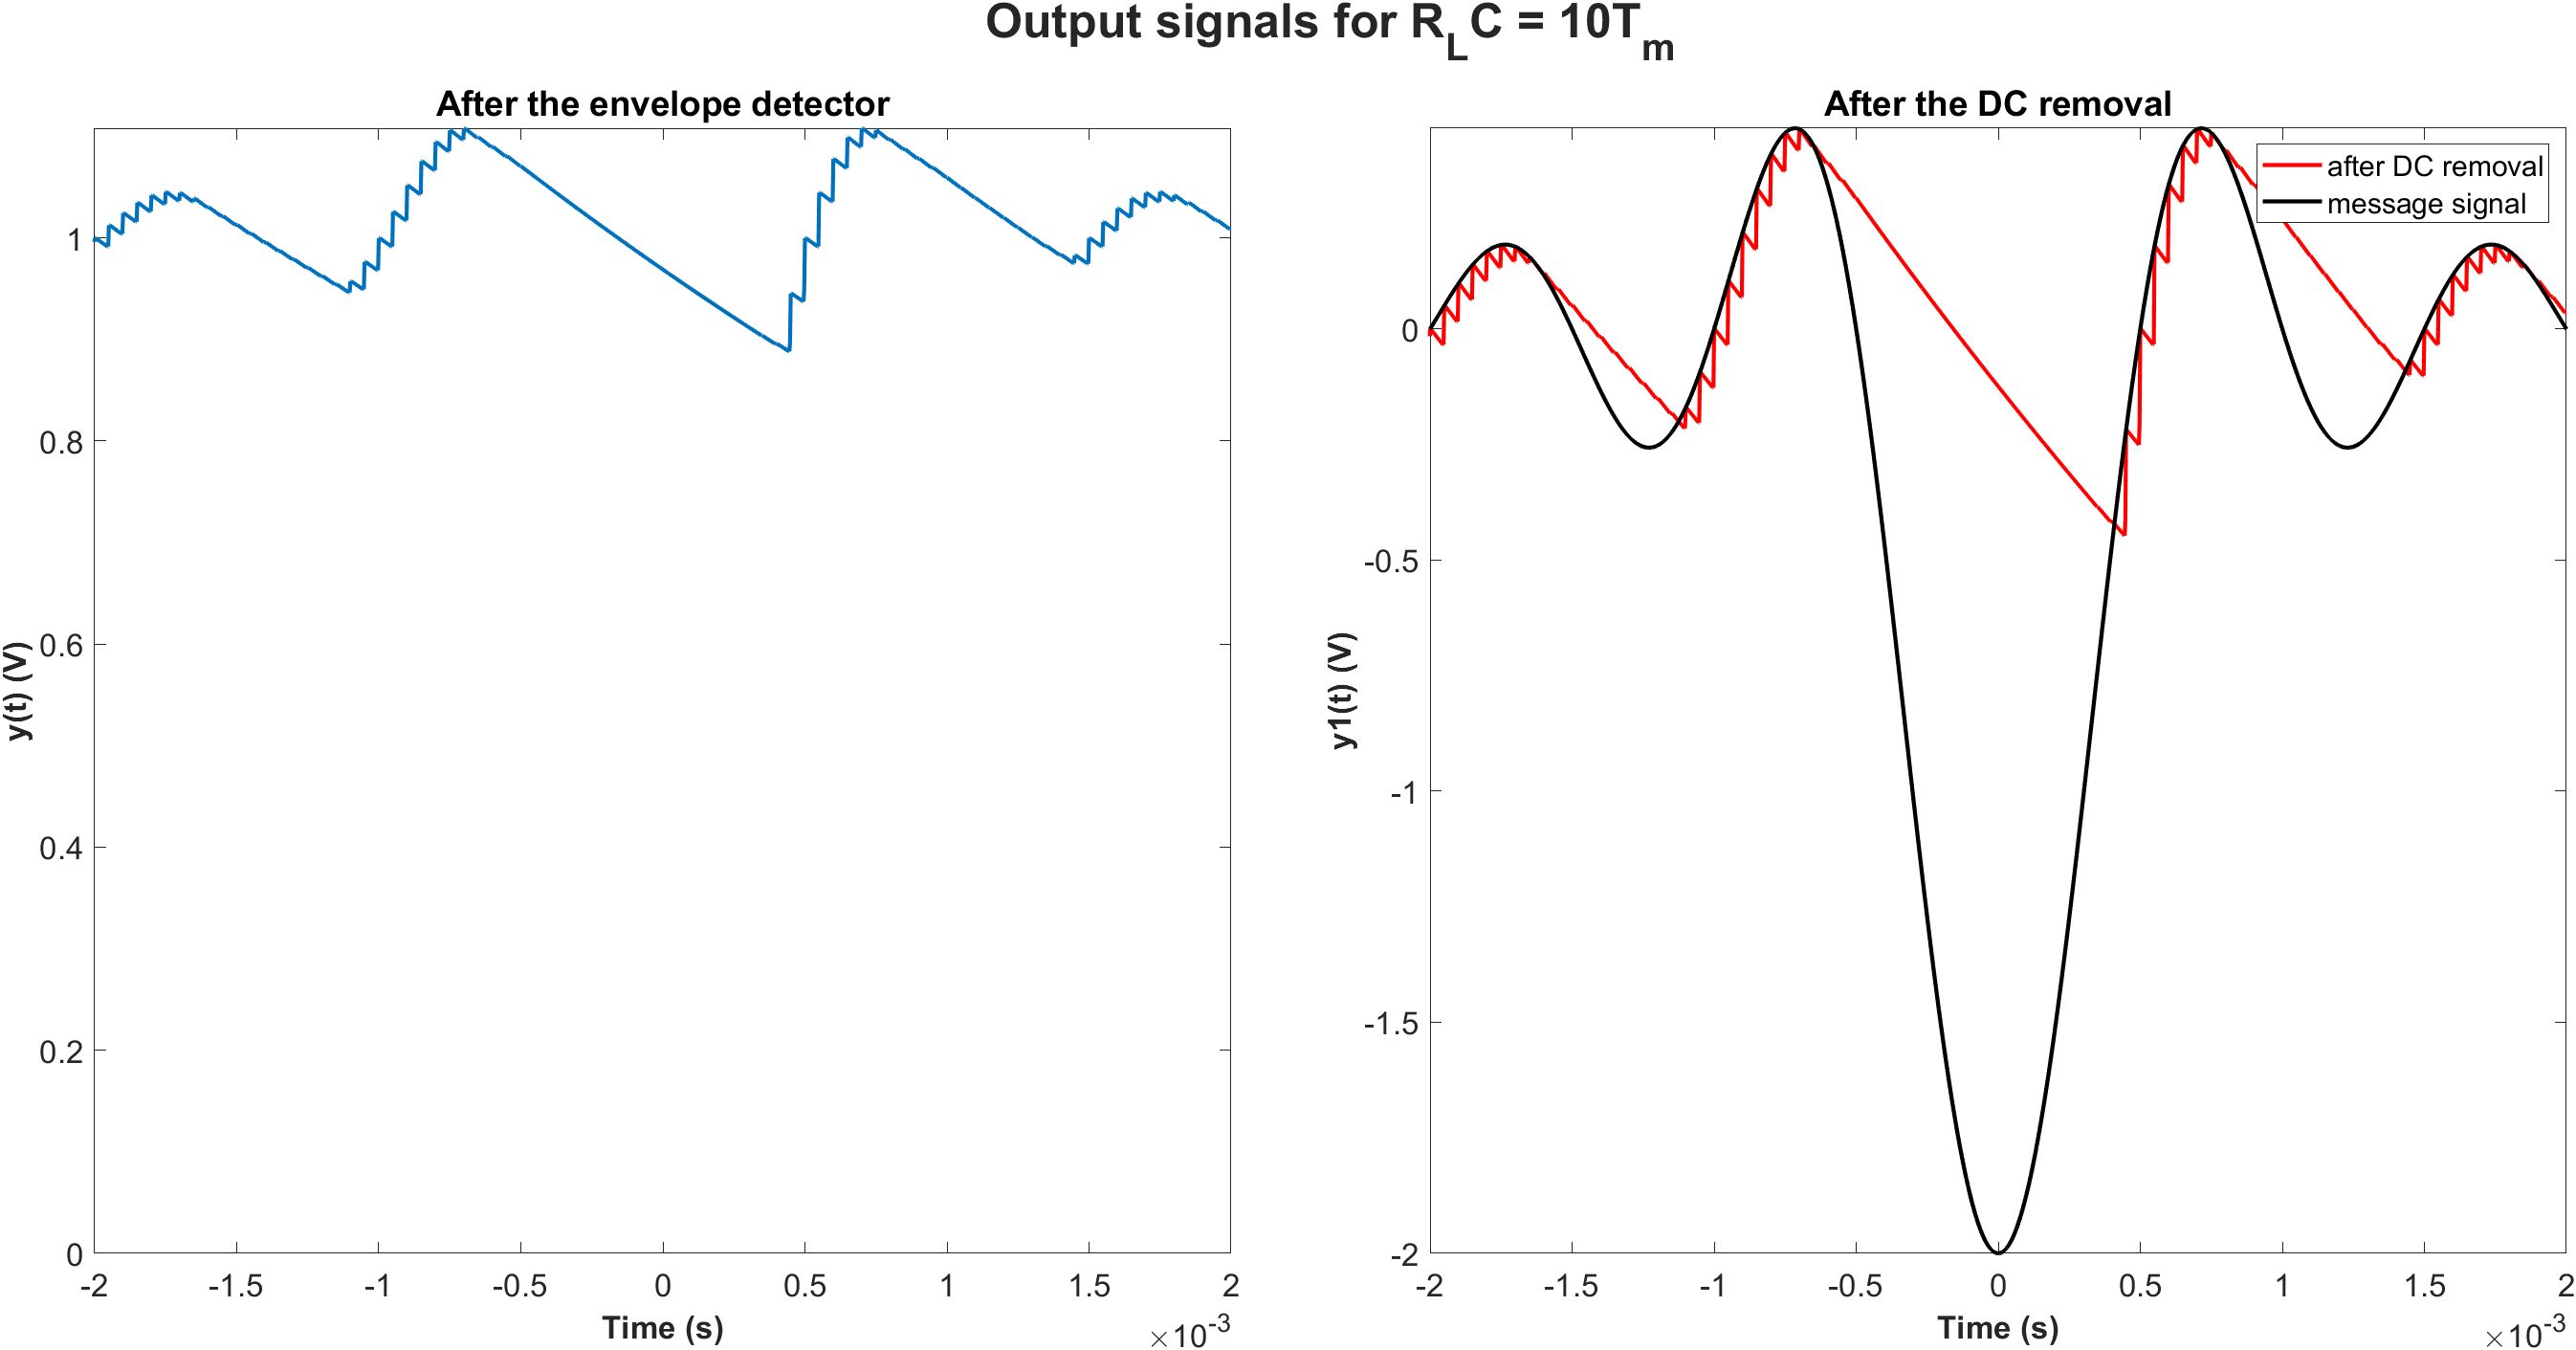 Output signals for R_L C = 10T_m
After the envelope detector
y(t) (V)
1
0.8
0.6
0.4
0.2
0
-2 -1.5 -1 -0.5 0 0.5 1 1.5 2
Time (s)
×10^-3
After the DC removal
after DC removal
message signal
y1(t) (V)
0
-0.5
-1
-1.5
-2
-2 -1.5 -1 -0.5 0 0.5 1 1.5 2
Time (s)
×10^-3